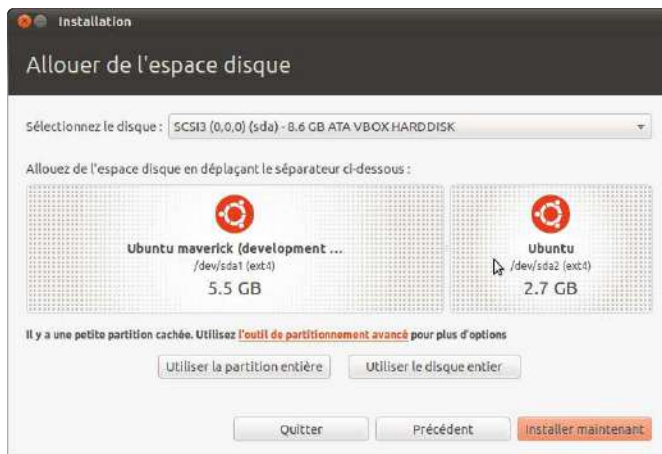 Installation
Allouer de l'espace disque
Sélectionnez le disque : SCSI3 (0,0,0) (sda) - 8.6 GB ATA VBOX HARDDISK
Allouez de l'espace disque en déplaçant le séparateur ci-dessous :
Ubuntu maverick (development ...
/dev/sda1 (ext4)
5.5 GB
Ubuntu
/dev/sda2 (ext4)
2.7 GB
Il y a une petite partition cachée. Utilisez l'outil de partitionnement avancé pour plus d'options
Utiliser la partition entière Utiliser le disque entier
Quitter Précédent Installer maintenant